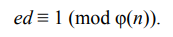 ed ≡ 1 (mod φ(n)).